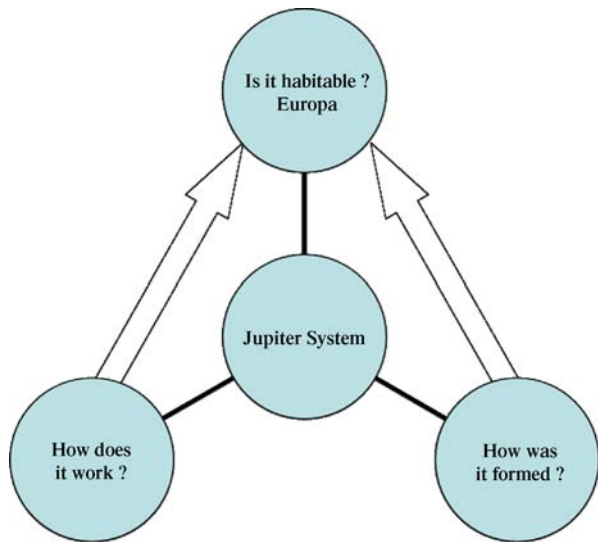 Is it habitable ?
Europa
Jupiter System
How does
it work ?
How was
it formed ?